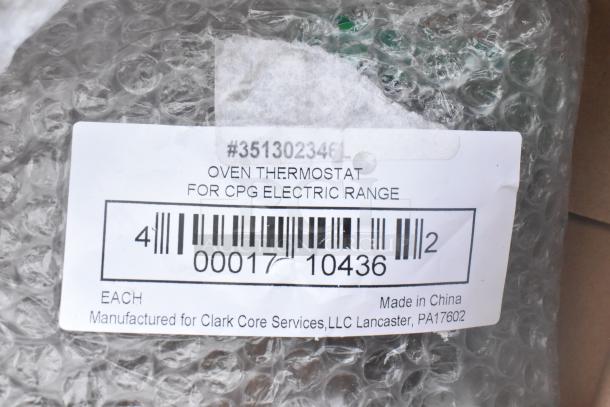 #351302346L
OVEN THERMOSTAT
FOR CPG ELECTRIC RANGE
4 00017 10436 2
EACH
Made in China
Manufactured for Clark Core Services,LLC Lancaster, PA17602